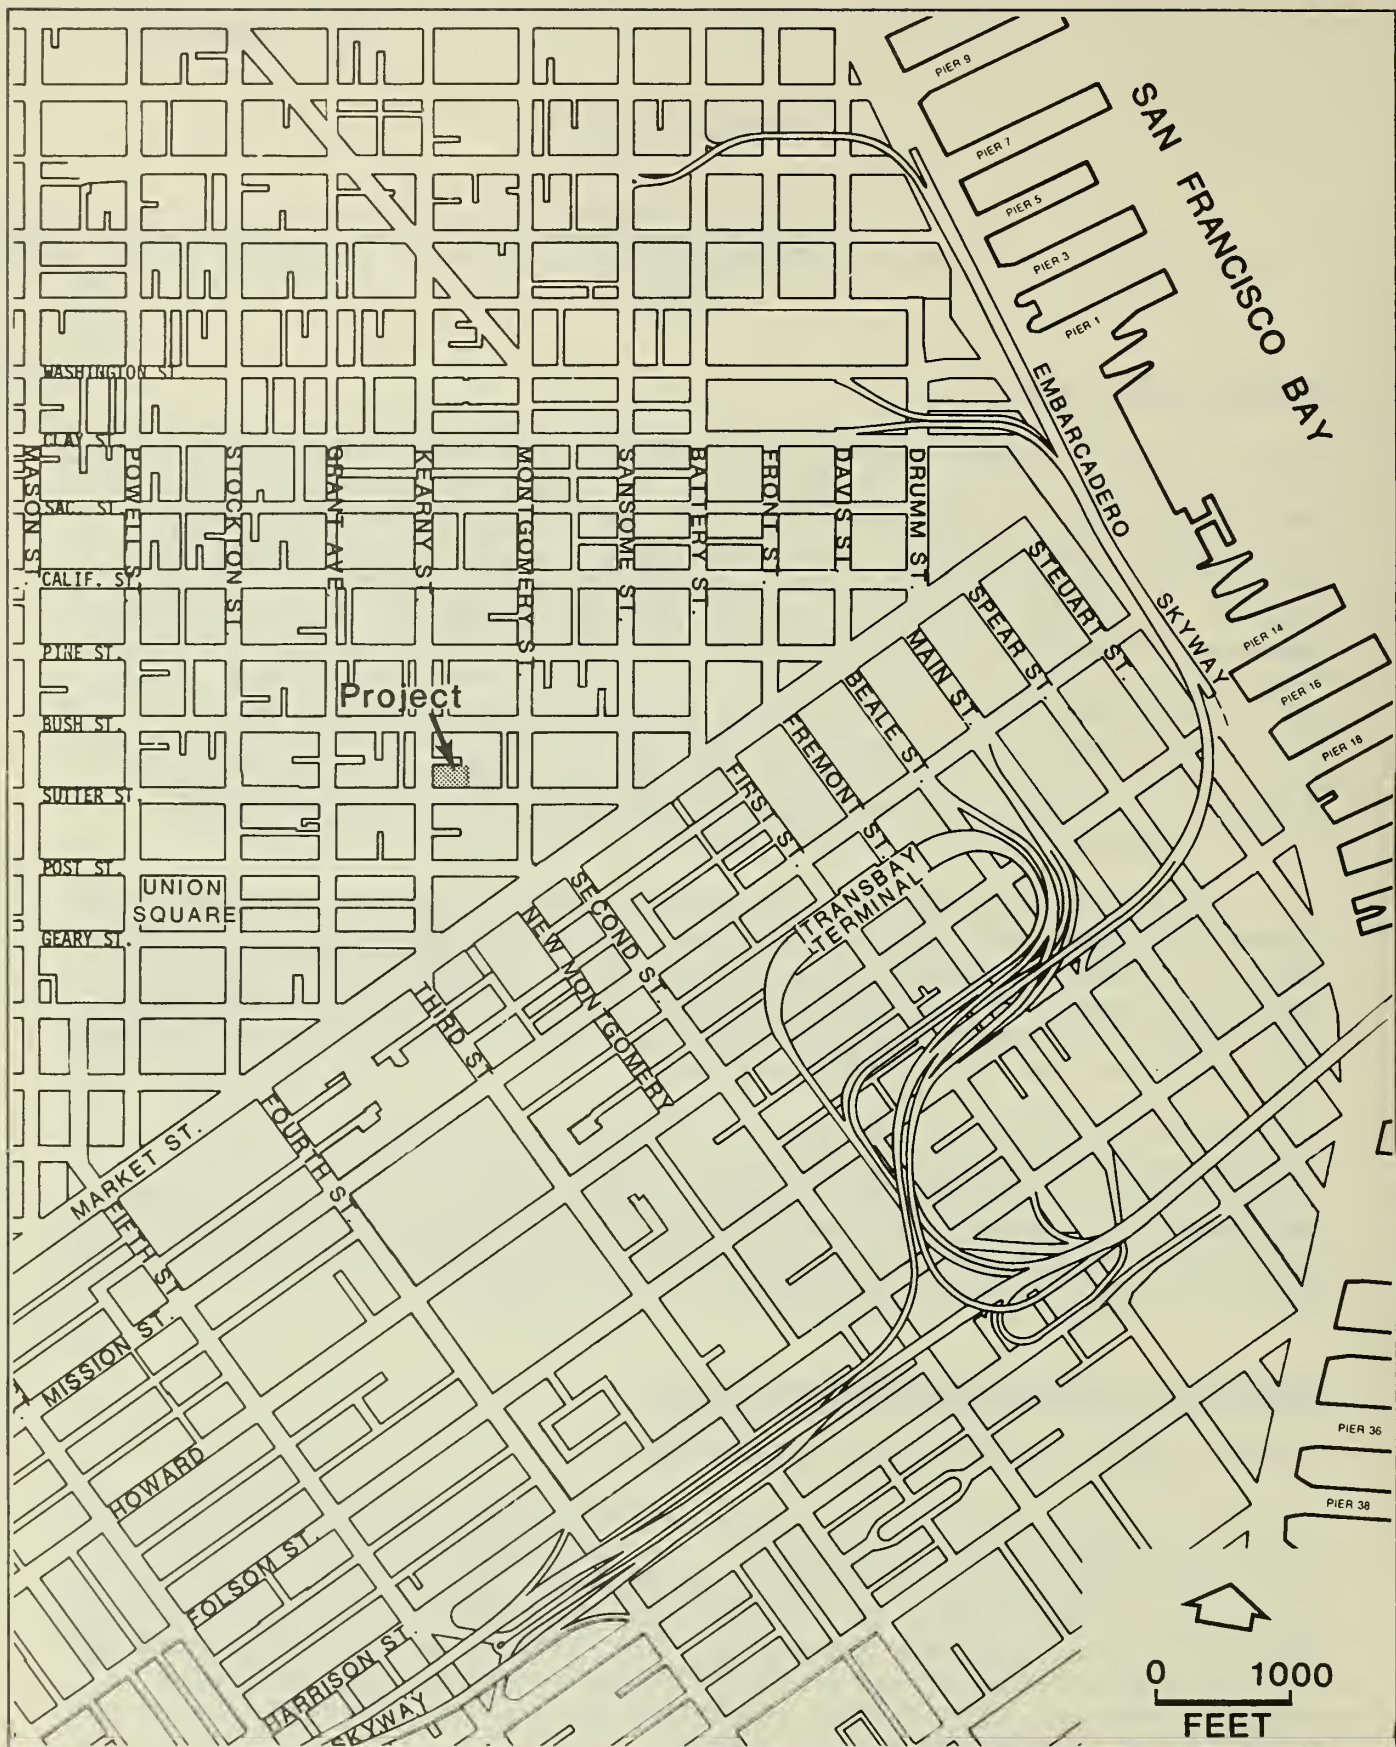 PIER 9
PIER 7
PIER 5
PIER 3
PIER 1
SAN FRANCISCO BAY
EMBARCADERO
SKYWAY
WASHINGTON ST.
CLAY ST.
SAC. ST.
CALIF. ST.
PINE ST.
BUSH ST.
SUTTER ST.
POST ST.
GEARY ST.
MASON ST.
POWELL ST.
STOCKTON ST.
GRANT AVE.
KEARNY ST.
MONTGOMERY ST.
SANSOME ST.
BATTERY ST.
FRONT ST.
DAVIS ST.
DRUMM ST.
Project
UNION
SQUARE
STEUART ST.
SPEAR ST.
MAIN ST.
BEALE ST.
FREMONT ST.
FIRST ST.
TRANSBAY
TERMINAL
SECOND ST.
NEW MONTGOMERY
THIRD ST
FOURTH ST.
FIFTH ST
MARKET ST.
MISSION ST.
HOWARD
FOLSOM ST.
HARRISON ST.
SKYWAY
PIER 14
PIER 16
PIER 18
PIER 36
PIER 38
0 1000
FEET